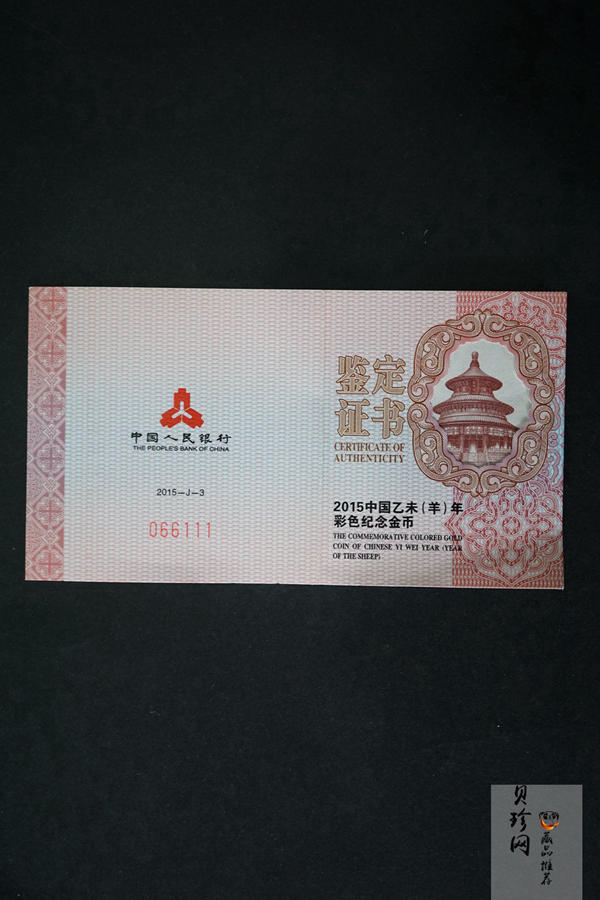 中国人民银行
THE PEOPLE'S BANK OF CHINA
2015-J-3
066111
鉴定
证书
CERTIFICATE OF
AUTHENTICITY
2015中国乙未(羊)年
彩色纪念金币
THE COMMEMORATIVE COLORED GOLD
COIN OF CHINESE YI WEI YEAR (YEAR
OF THE SHEEP)
贝珍网
藏品推荐